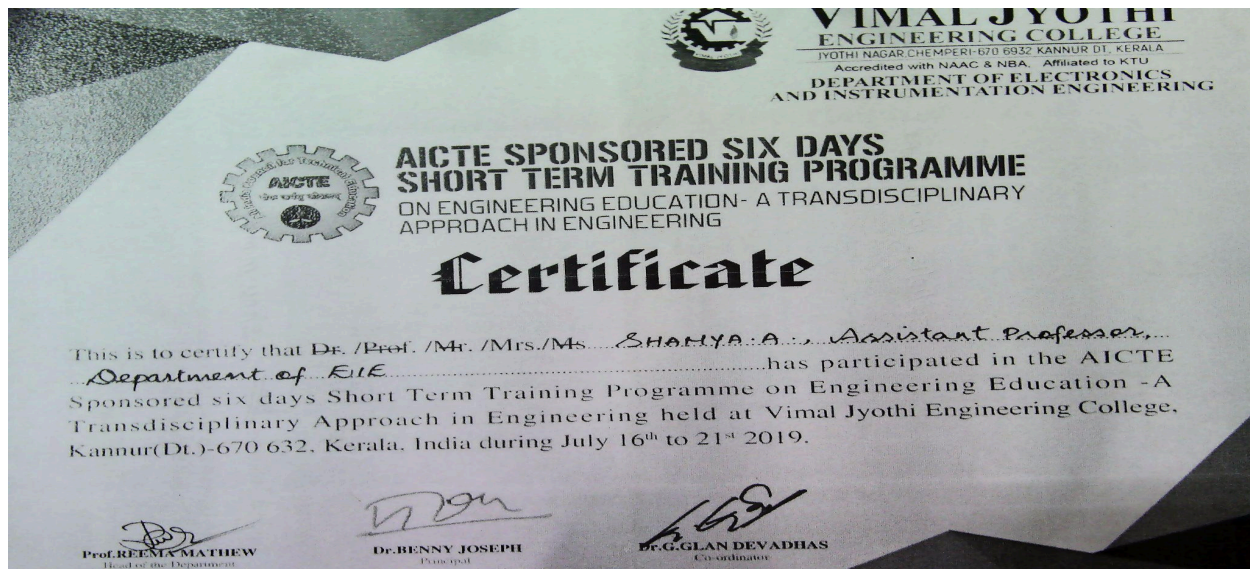 VIMAL JYOTHI
ENGINEERING COLLEGE
JYOTHI NAGAR.CHEMPERI-670 6932 KANNUR DT, KERALA
Accredited with NAAC & NBA, Affiliated to KTU
DEPARTMENT OF ELECTRONICS
AND INSTRUMENTATION ENGINEERING
AICTE
AICTE SPONSORED SIX DAYS
SHORT TERM TRAINING PROGRAMME
ON ENGINEERING EDUCATION- A TRANSDISCIPLINARY
APPROACH IN ENGINEERING
Certificate
This is to certify that Dr. /Prof. /Mr. /Mrs./Ms SHAMYA.A., Assistant Professor,
Department of EIE has participated in the AICTE
Sponsored six days Short Term Training Programme on Engineering Education -A
Transdisciplinary Approach in Engineering held at Vimal Jyothi Engineering College,
Kannur(Dt.)-670 632, Kerala, India during July 16th to 21st 2019.
Prof.REEMA MATHEW
Head of the Department
Dr.BENNY JOSEPH
Principal
Dr.G.GLAN DEVADHAS
Co-ordinator